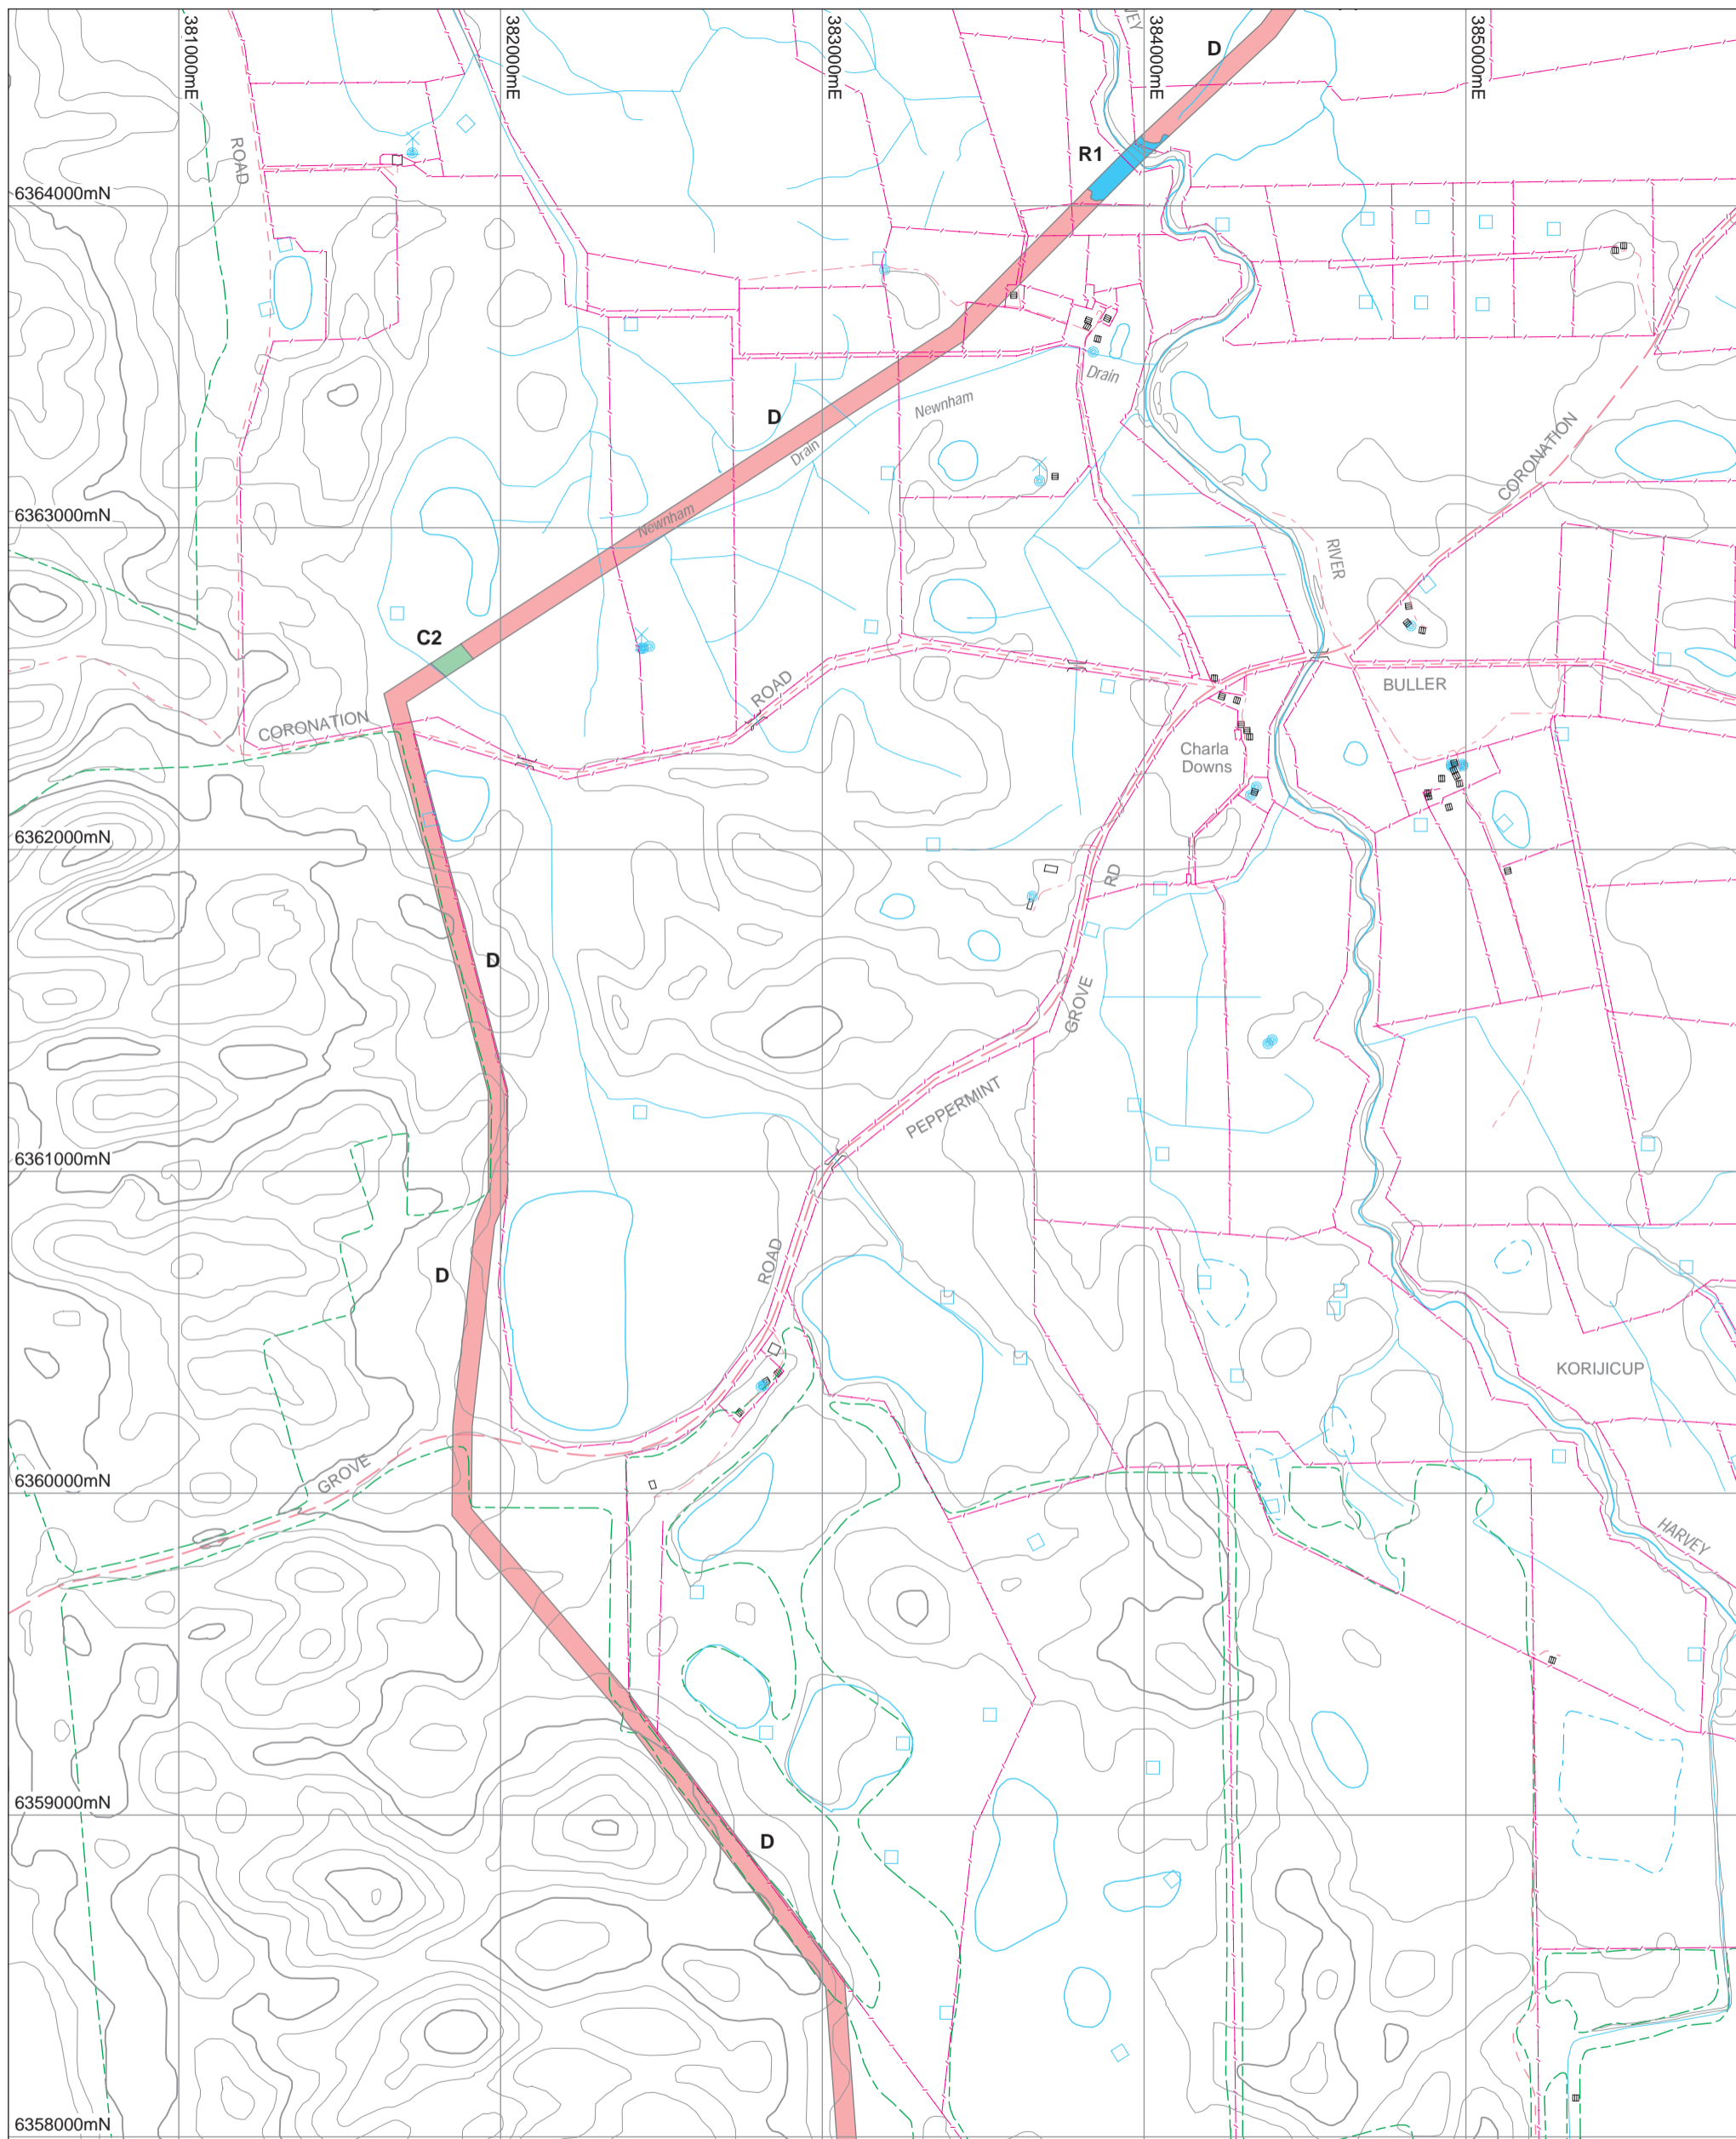 381000mE
382000mE
383000mE
384000mE
385000mE
D
ROAD
R1
6364000mN
Drain
Newnham
D
Drain
CORONATION
Newnham
6363000mN
RIVER
C2
ROAD
BULLER
CORONATION
Charla
Downs
6362000mN
RD
D
GROVE
PEPPERMINT
6361000mN
ROAD
D
KORIJICUP
GROVE
6360000mN
HARVEY
6359000mN
D
6358000mN